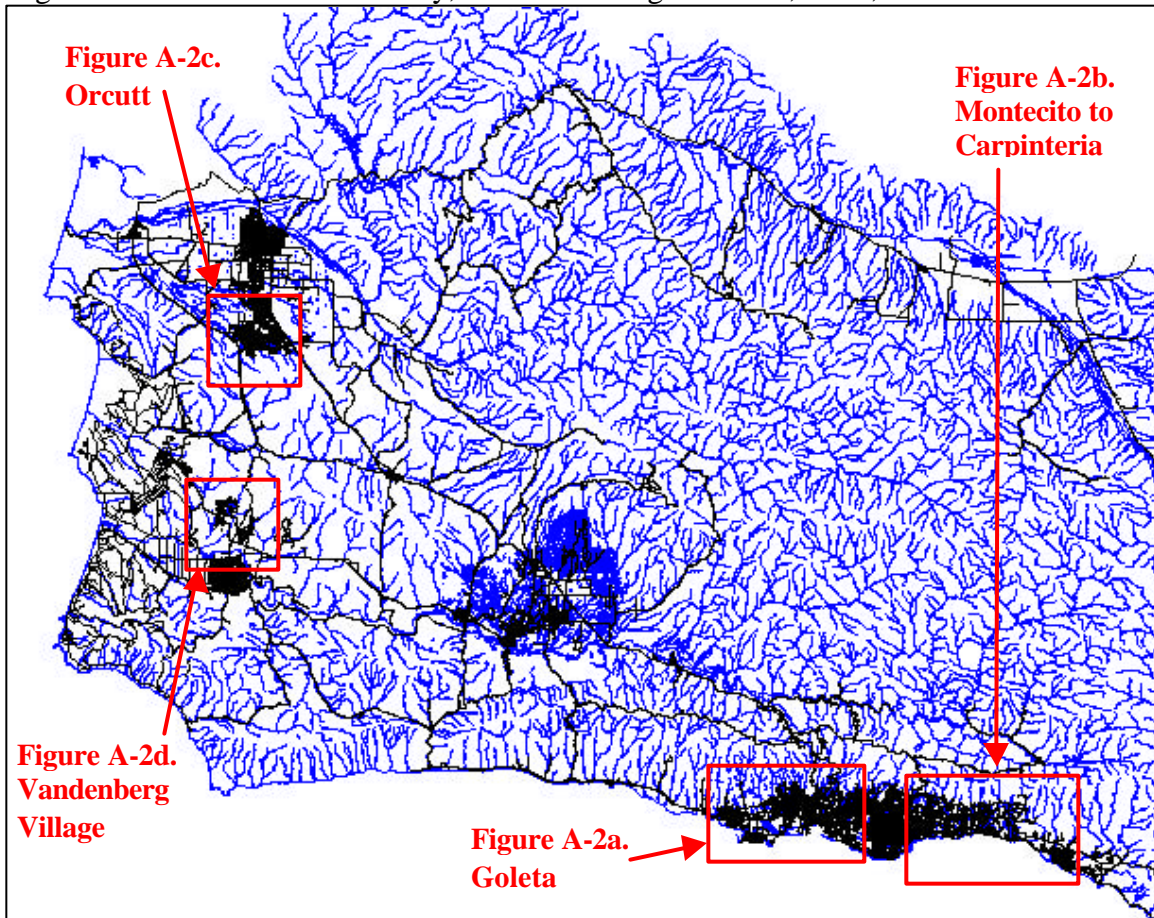 Figure A-2c.
Orcutt
Figure A-2b.
Montecito to
Carpinteria
Figure A-2d.
Vandenberg
Village
Figure A-2a.
Goleta